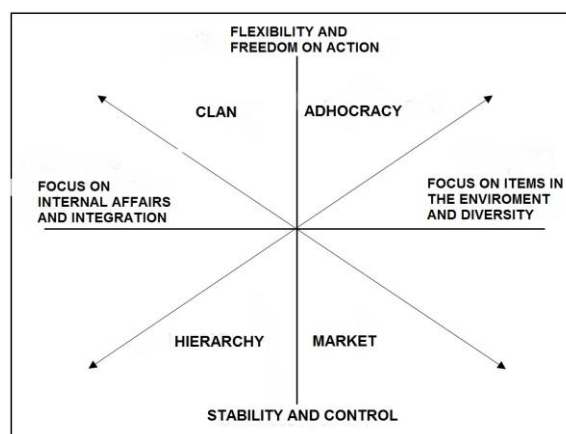 FLEXIBILITY AND
FREEDOM ON ACTION
CLAN
ADHOCRACY
FOCUS ON
INTERNAL AFFAIRS
AND INTEGRATION
FOCUS ON ITEMS IN
THE ENVIROMENT
AND DIVERSITY
HIERARCHY
MARKET
STABILITY AND CONTROL